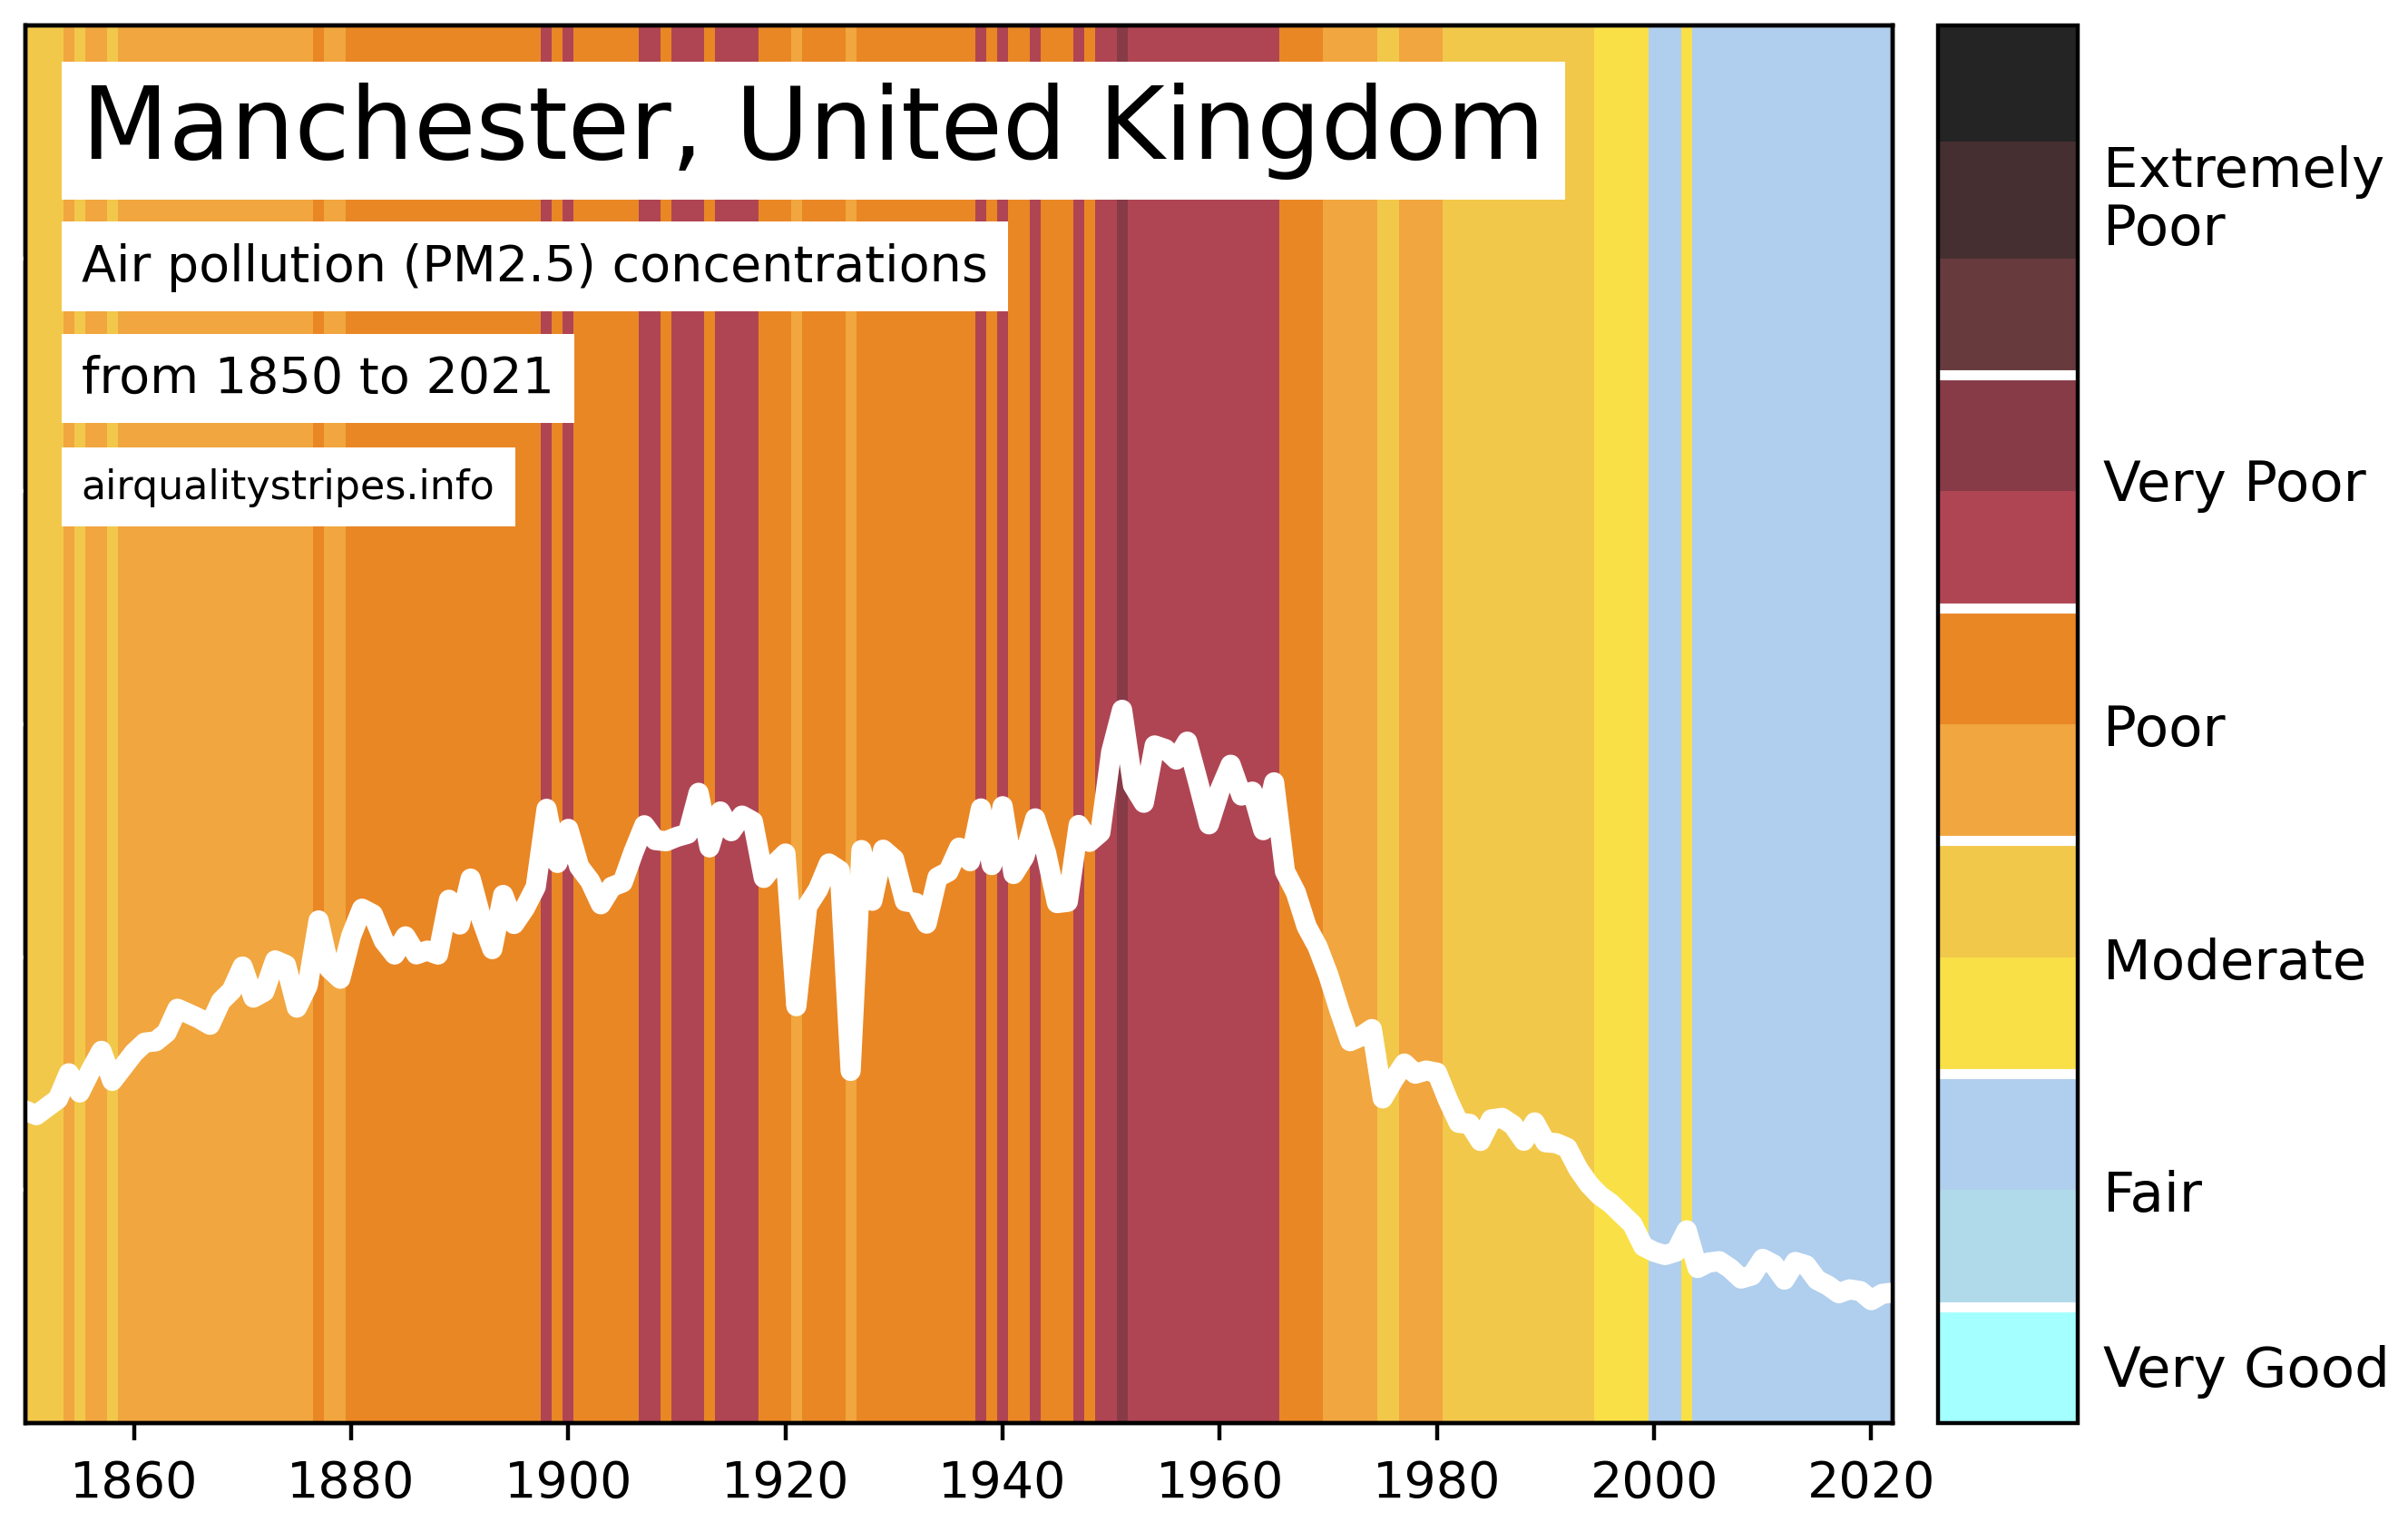 Manchester, United Kingdom
Air pollution (PM2.5) concentrations
from 1850 to 2021
airqualitystripes.info
Extremely
Poor
Very Poor
Poor
Moderate
Fair
Very Good
1860 1880 1900 1920 1940 1960 1980 2000 2020